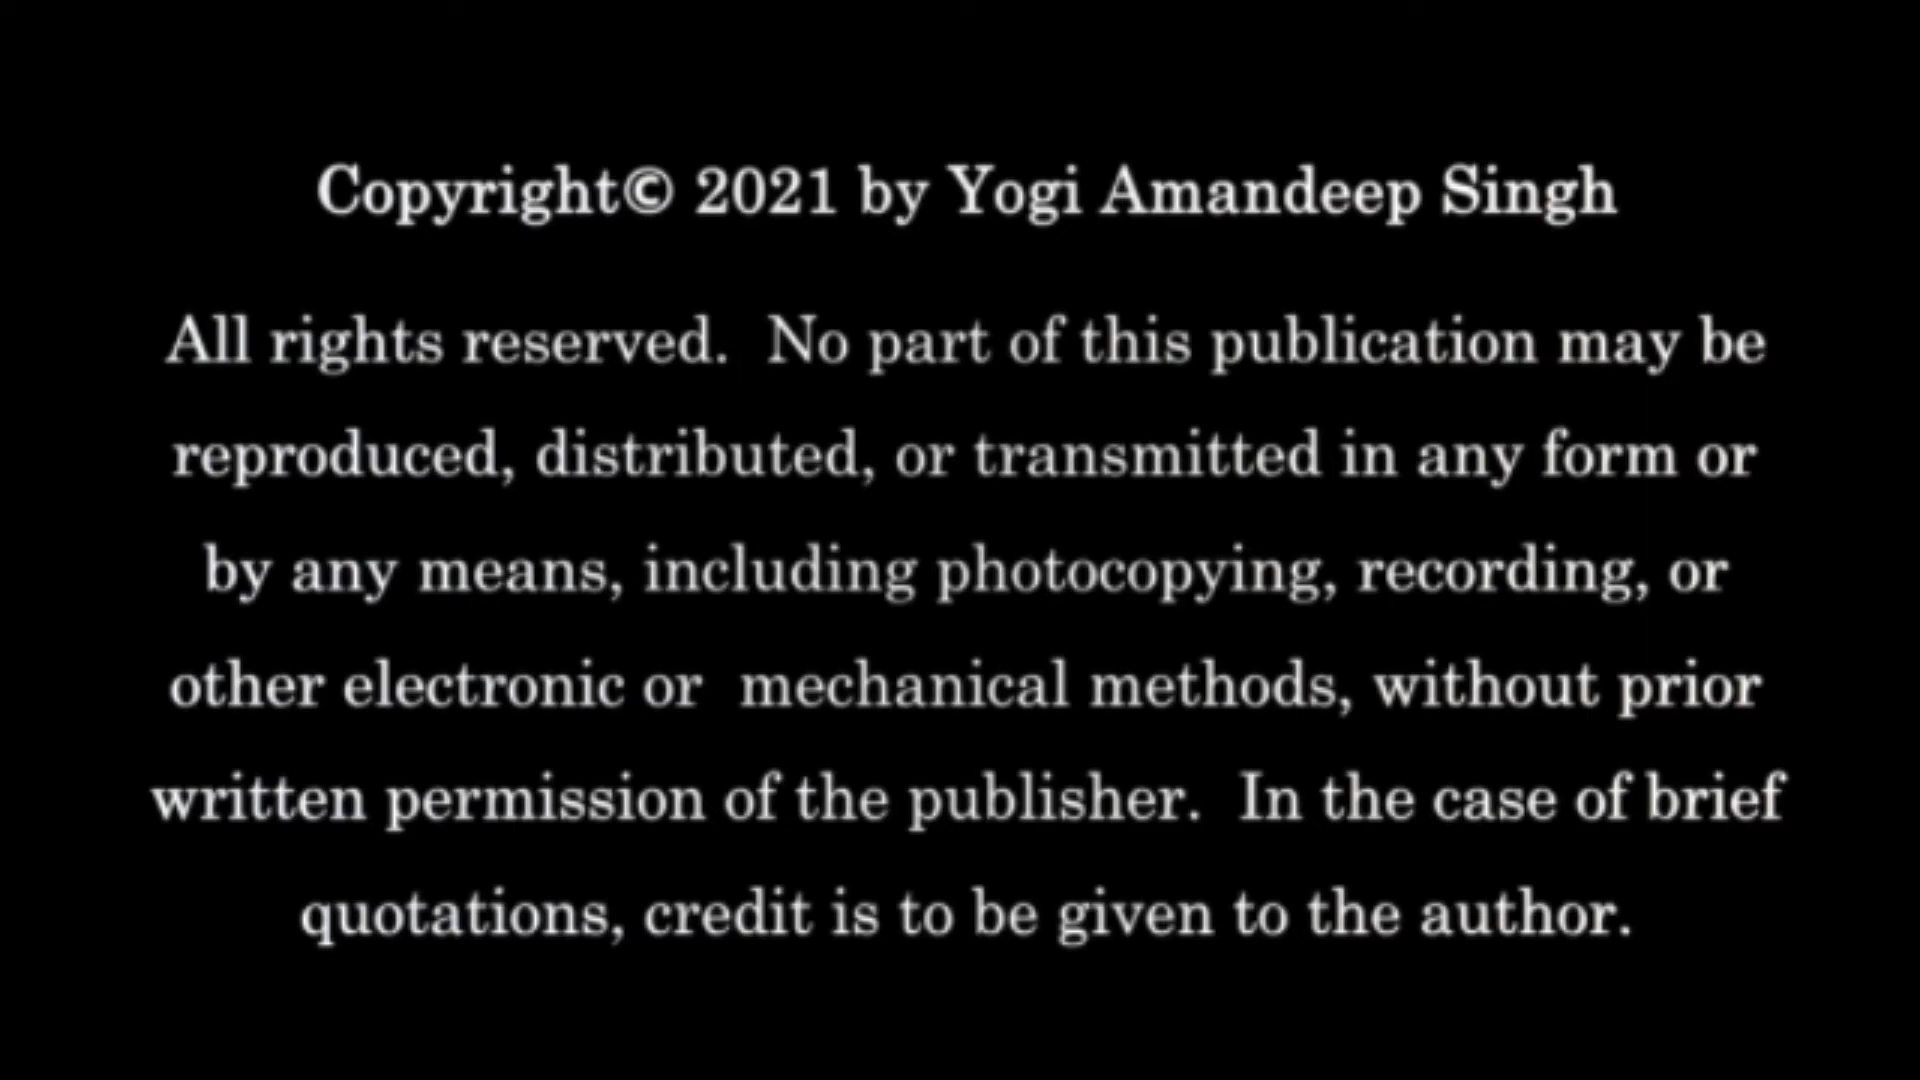 Copyright© 2021 by Yogi Amandeep Singh
All rights reserved.  No part of this publication may be
reproduced, distributed, or transmitted in any form or
by any means, including photocopying, recording, or
other electronic or  mechanical methods, without prior
written permission of the publisher.  In the case of brief
quotations, credit is to be given to the author.